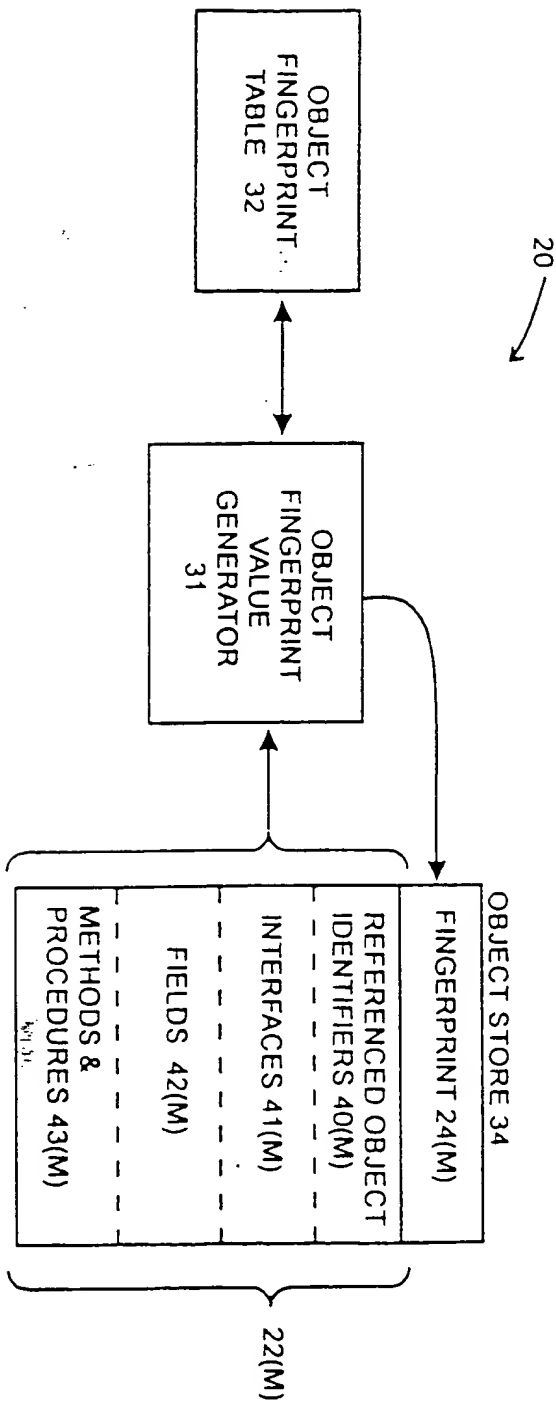 20
OBJECT
FINGERPRINT
TABLE 32
OBJECT
FINGERPRINT
VALUE
GENERATOR
31
OBJECT STORE 34
FINGERPRINT 24(M)
REFERENCED OBJECT
IDENTIFIERS 40(M)
INTERFACES 41(M)
FIELDS 42(M)
METHODS &
PROCEDURES 43(M)
22(M)